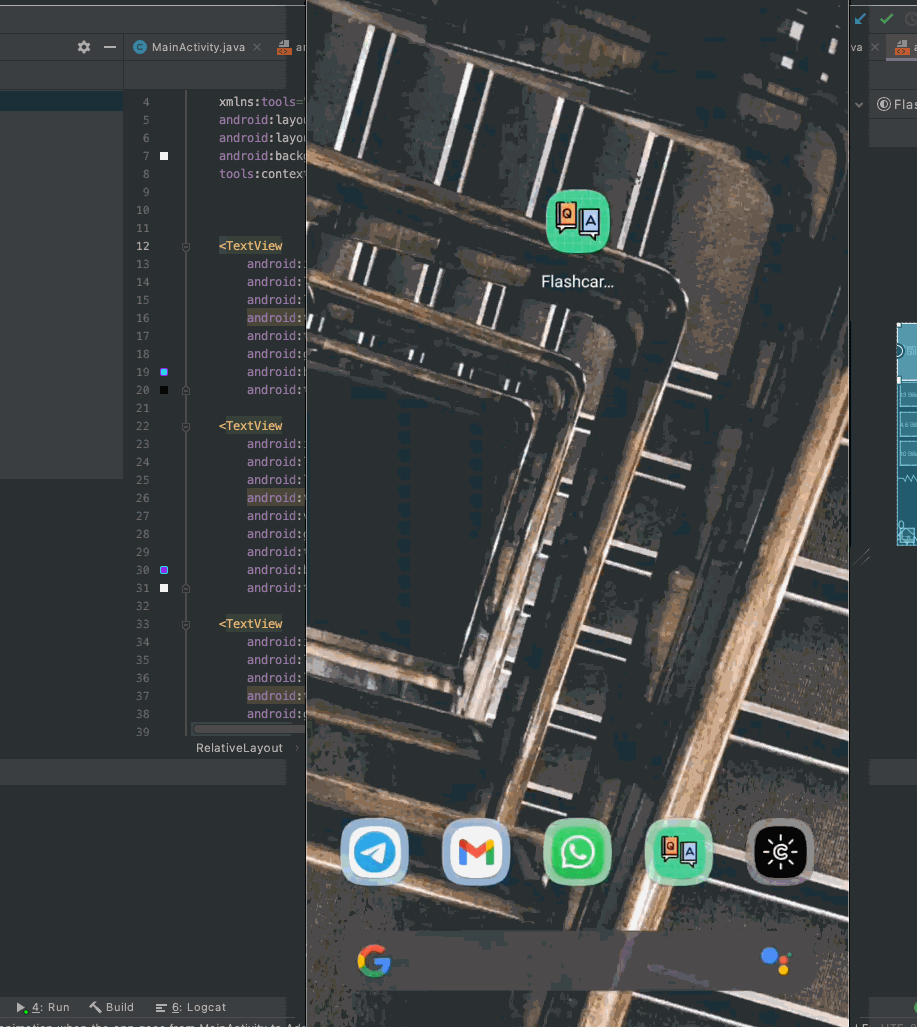 MainActivity.java
va
4 xmlns:tools=
5 android:layo
6 android:layo
7 android:backg
8 tools:context
9
10
11
12 <TextView
13 android:
14 android:
15 android:
16 android:
17 android:
18 android:g
19 android:
20 android:
21
22 <TextView
23 android:
24 android:
25 android:
26 android:
27 android:
28 android:g
29 android:
30 android:
31 android:
32
33 <TextView
34 android:
35 android:
36 android:
37 android:
38 android:g
39
RelativeLayout
Flas
Q A
Flashcar...
Q A
4: Run
Build
6: Logcat